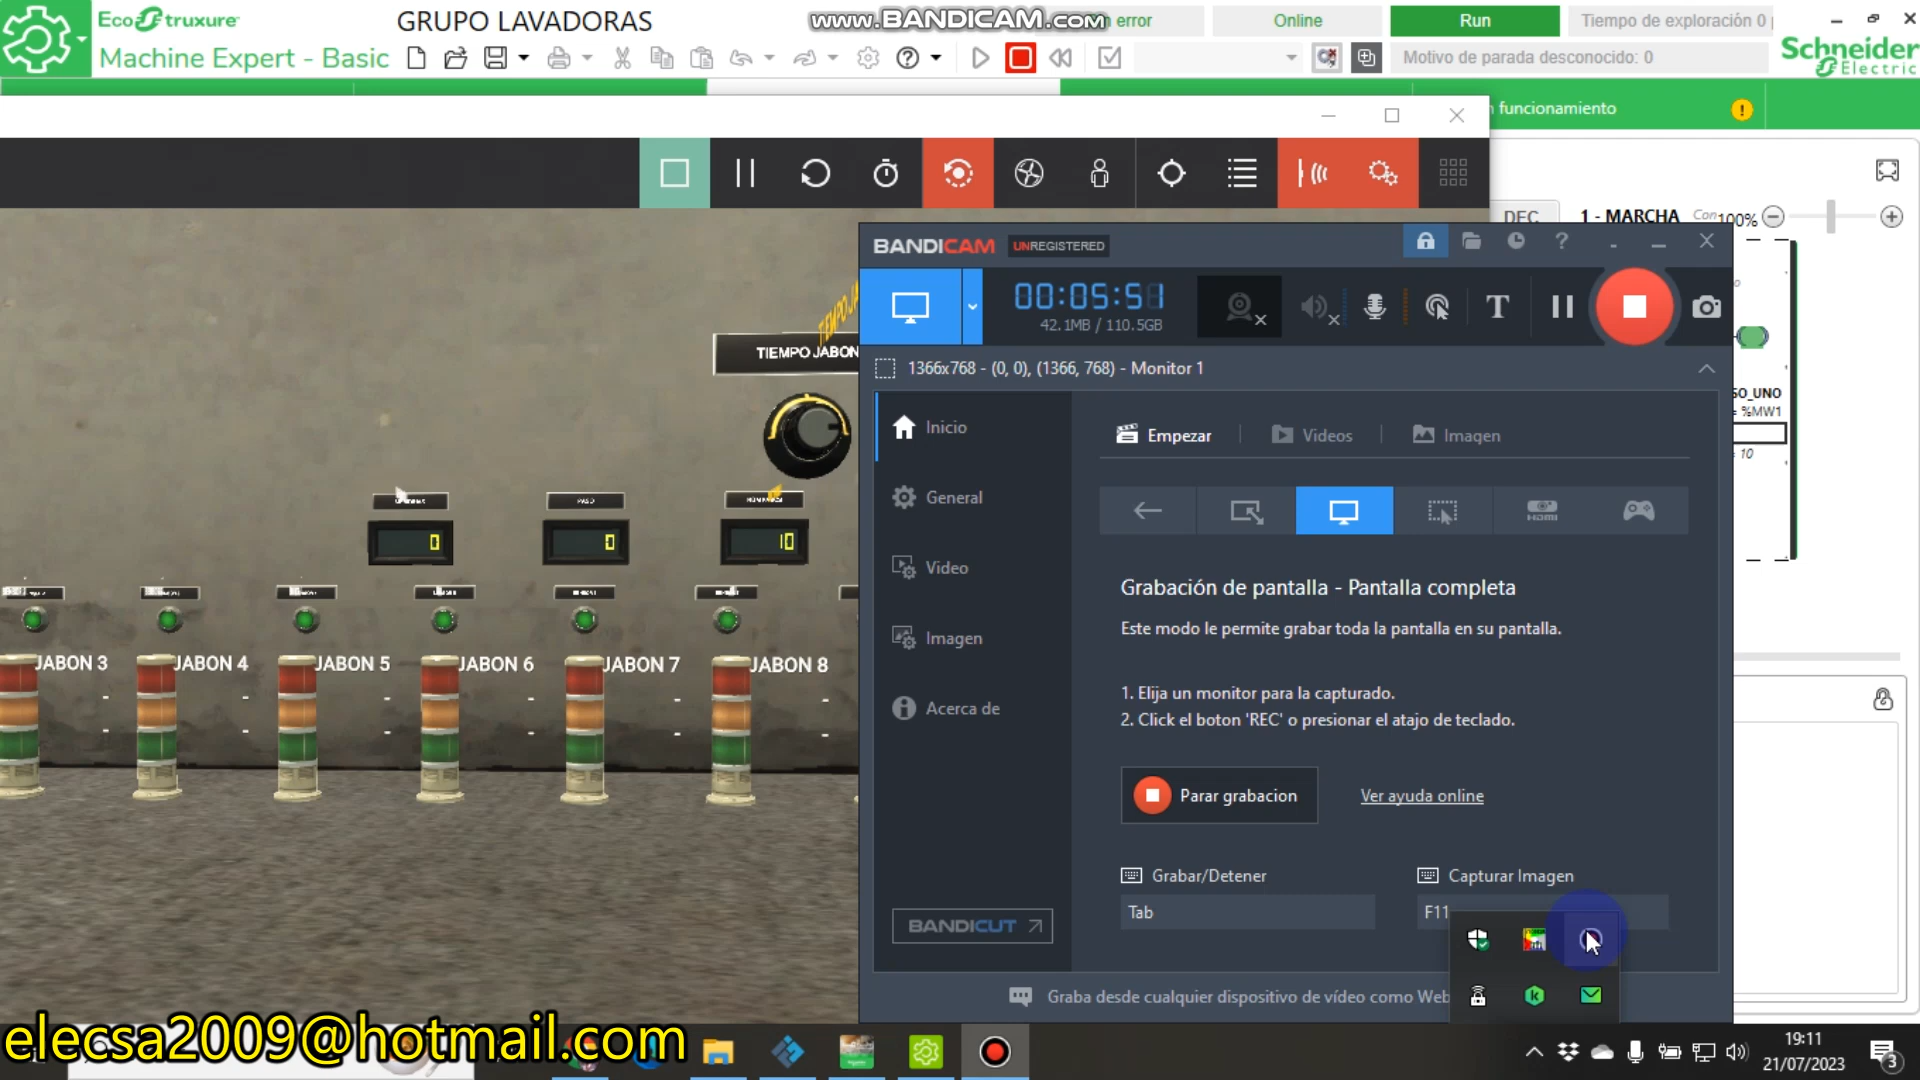 EcoStruxure
Machine Expert - Basic
GRUPO LAVADORAS
www.BANDICAM.com
error
Online
Run
Tiempo de exploración 0
Motivo de parada desconocido: 0
Schneider
Electric
funcionamiento
DEC
1 - MARCHA
Con
100%
SO_UNO
= %MW1
= 10
BANDICAM
UNREGISTERED
00:05:51
42.1MB / 110.5GB
1366x768 - (0, 0), (1366, 768) - Monitor 1
Inicio
General
Video
Imagen
Acerca de
BANDICUT
Empezar
Videos
Imagen
HDMI
Grabación de pantalla - Pantalla completa
Este modo le permite grabar toda la pantalla en su pantalla.
1. Elija un monitor para la capturado.
2. Click el boton 'REC' o presionar el atajo de teclado.
Parar grabacion
Ver ayuda online
Grabar/Detener
Tab
Capturar Imagen
F11
Graba desde cualquier dispositivo de vídeo como Web
TIEMPO JABON
PASO
0
0
10
JABON 3
JABON 4
JABON 5
JABON 6
JABON 7
JABON 8
elecsa2009@hotmail.com
19:11
21/07/2023
3